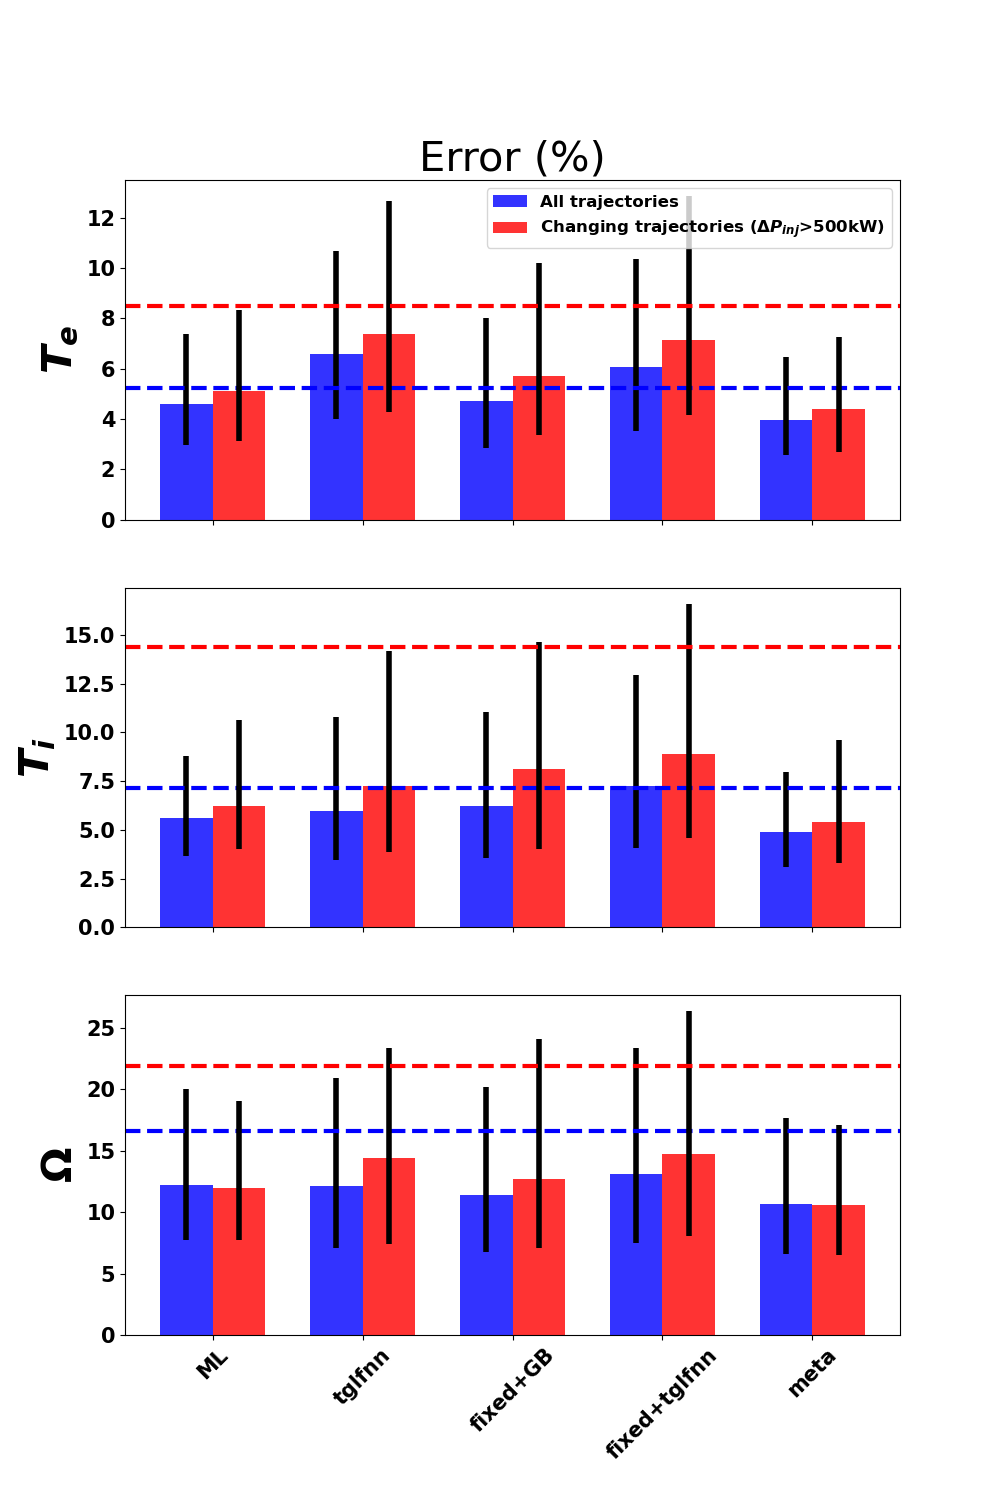 Error (%)
All trajectories
Changing trajectories (ΔP_inj>500kW)
T_e
12
10
8
6
4
2
0
T_i
15.0
12.5
10.0
7.5
5.0
2.5
0.0
Ω
25
20
15
10
5
0
ML
tglfnn
fixed+GB
fixed+tglfnn
meta